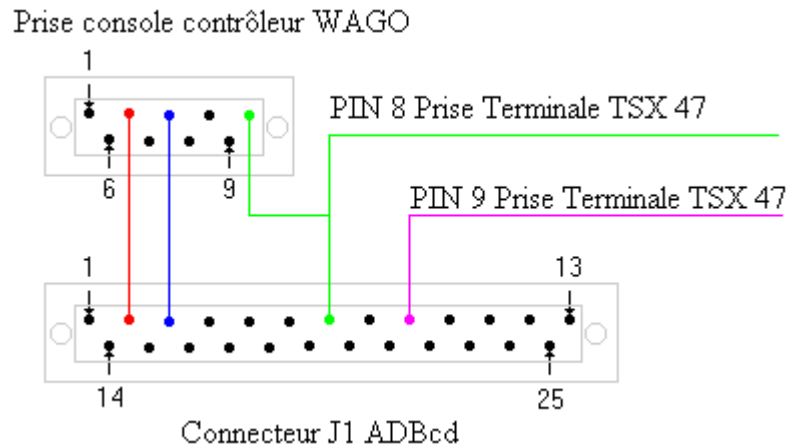 Prise console contrôleur WAGO
1
PIN 8 Prise Terminale TSX 47
6 9
PIN 9 Prise Terminale TSX 47
1 13
14 25
Connecteur J1 ADBcd